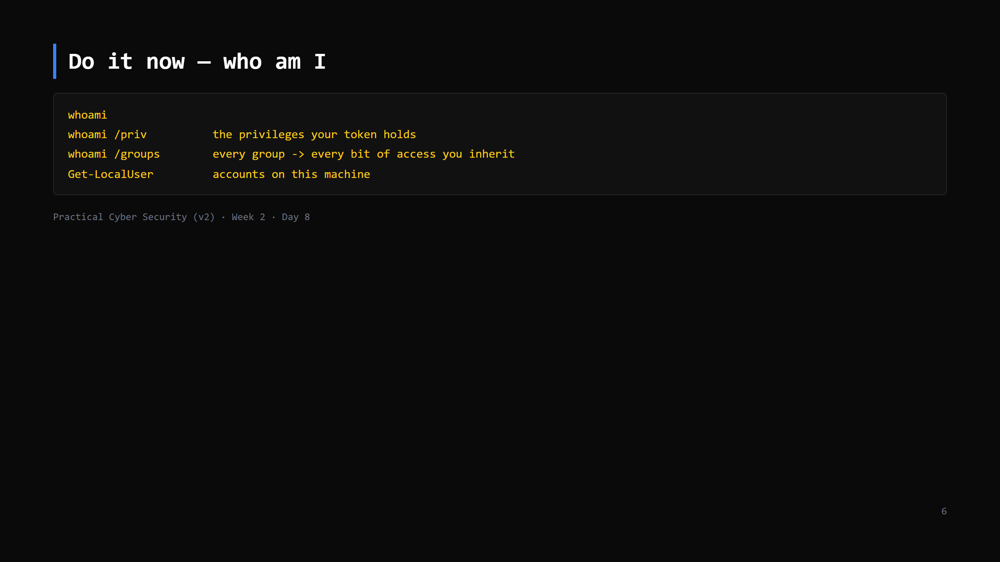 Do it now — who am I
whoami
whoami /priv          the privileges your token holds
whoami /groups        every group -> every bit of access you inherit
Get-LocalUser         accounts on this machine
Practical Cyber Security (v2) · Week 2 · Day 8
6